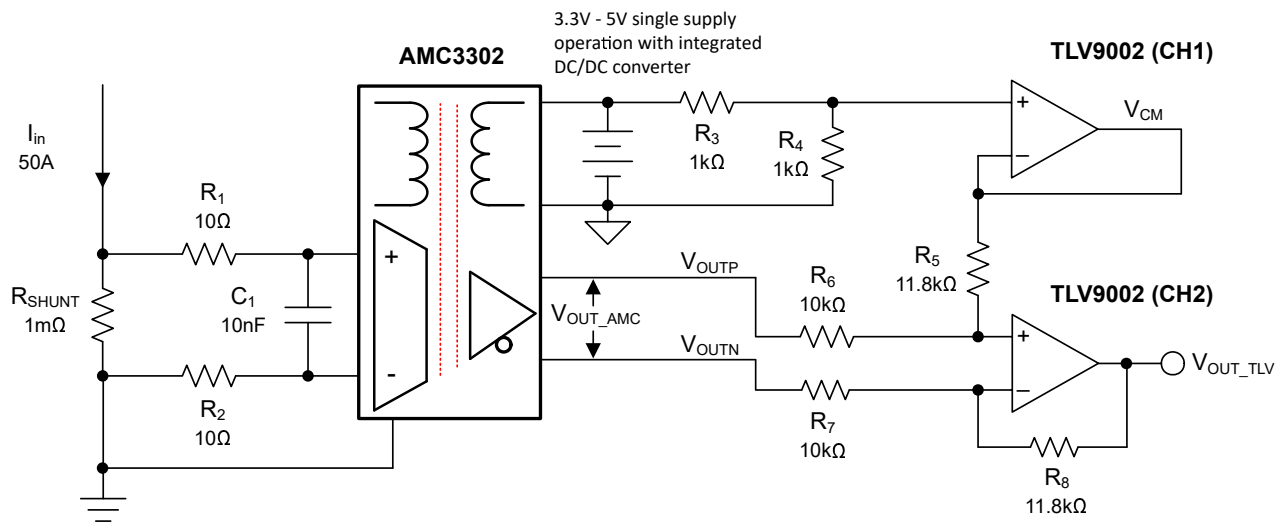 3.3V - 5V single supply
operation with integrated
DC/DC converter
AMC3302
TLV9002 (CH1)
I_in
50A
R_3
1kΩ
R_4
1kΩ
+
−
V_CM
R_1
10Ω
R_SHUNT
1mΩ
C_1
10nF
+
-
R_2
10Ω
V_OUTP
V_OUT_AMC
V_OUTN
R_5
11.8kΩ
R_6
10kΩ
R_7
10kΩ
TLV9002 (CH2)
+
−
V_OUT_TLV
R_8
11.8kΩ